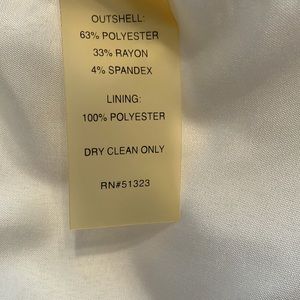 OUTSHELL:
63% POLYESTER
33% RAYON
4% SPANDEX
LINING:
100% POLYESTER
DRY CLEAN ONLY
RN#51323